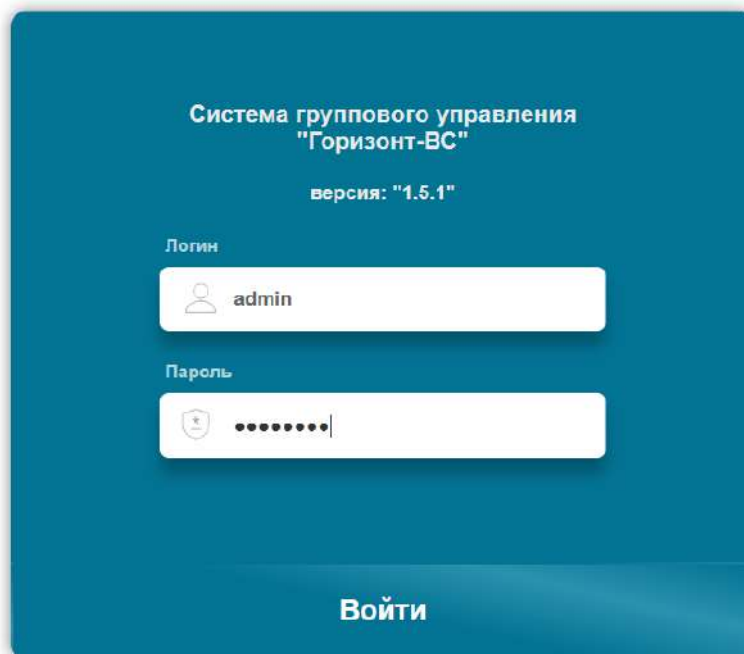 Система группового управления
"Горизонт-ВС"
версия: "1.5.1"
Логин
admin
Пароль
Войти